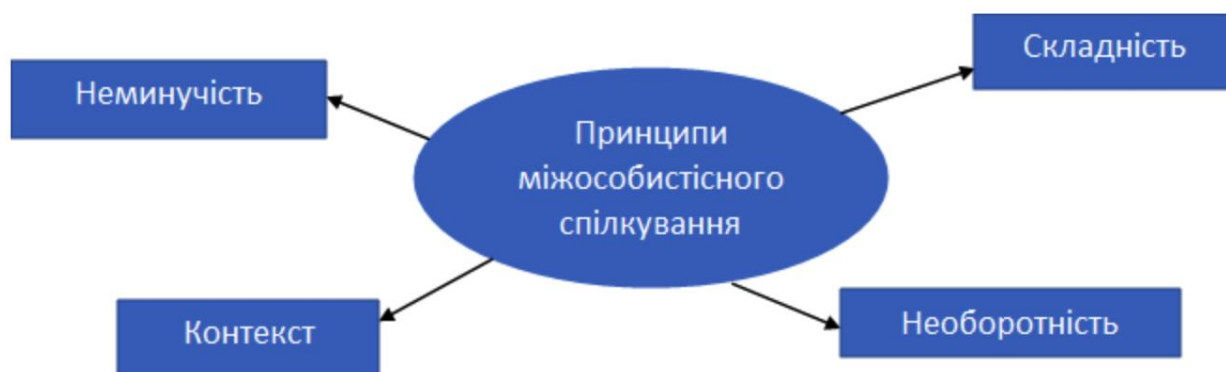 Складність
Неминучість
Принципи
міжособистісного
спілкування
Контекст
Необоротність